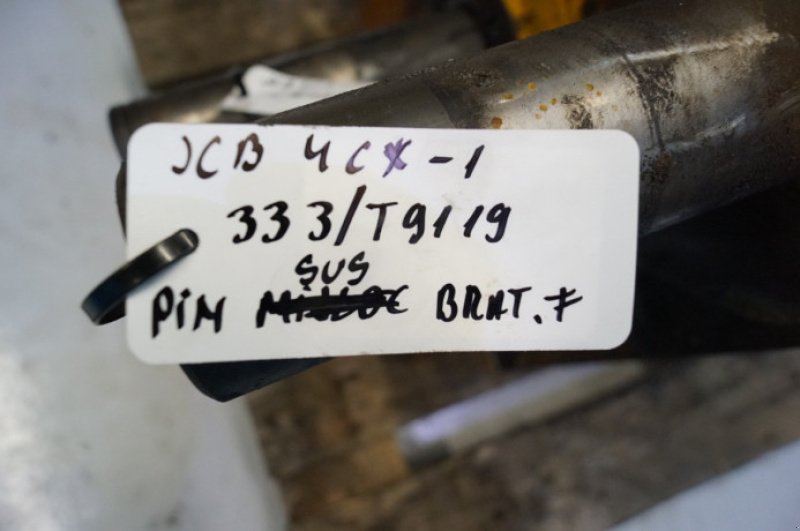 JCB 4CX-1
333/T9119
SUS
PIN BRAT. F